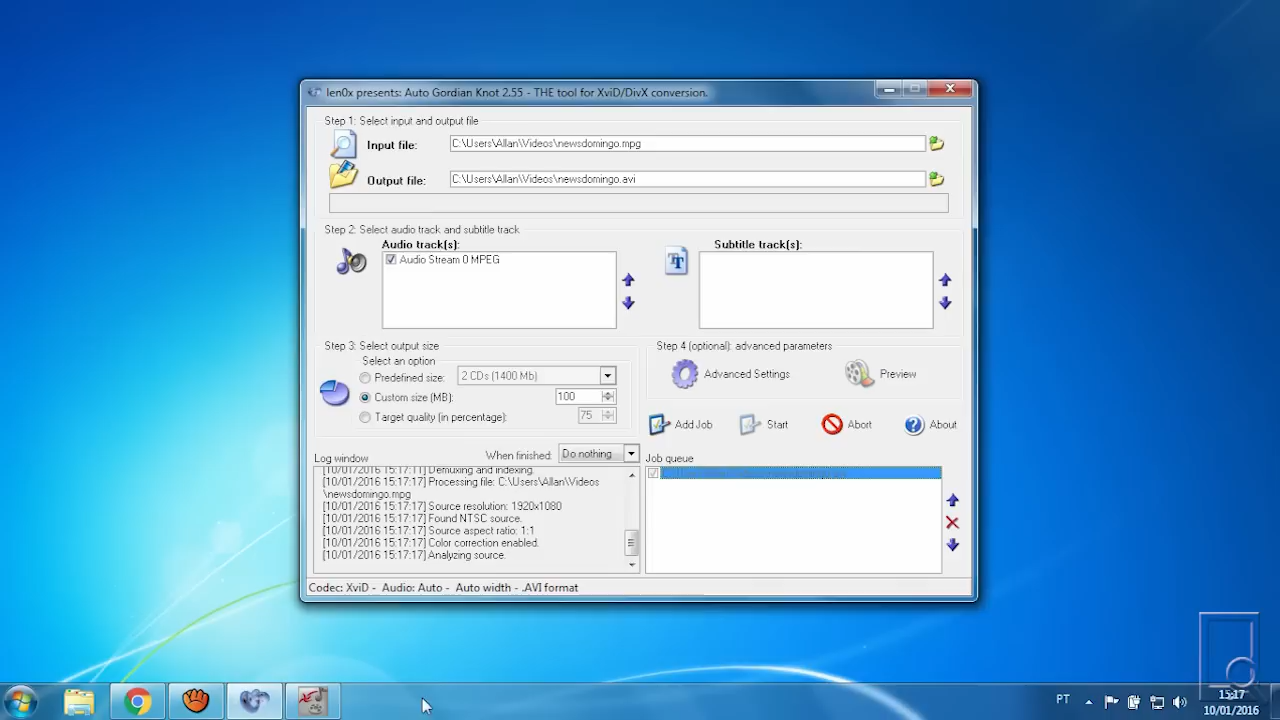 len0x presents: Auto Gordian Knot 2.55 - THE tool for XviD/DivX conversion.
Step 1: Select input and output file
Input file: C:\Users\Allan\Videos\newsdomingo.mpg
Output file: C:\Users\Allan\Videos\newsdomingo.avi
Step 2: Select audio track and subtitle track
Audio track(s): Subtitle track(s):
Audio Stream 0 MPEG
Step 3: Select output size
Select an option
Predefined size: 2 CDs (1400 Mb)
Custom size (MB): 100
Target quality (in percentage): 75
Step 4 (optional): advanced parameters
Advanced Settings Preview
Add Job Start Abort About
Log window When finished: Do nothing
[10/01/2016 15:17:11] Demuxing and indexing.
[10/01/2016 15:17:17] Processing file: C:\Users\Allan\Videos
\newsdomingo.mpg
[10/01/2016 15:17:17] Source resolution: 1920x1080
[10/01/2016 15:17:17] Found NTSC source.
[10/01/2016 15:17:17] Source aspect ratio: 1:1
[10/01/2016 15:17:17] Color correction enabled.
[10/01/2016 15:17:17] Analyzing source.
Job queue
Codec: XviD - Audio: Auto - Auto width - .AVI format
PT
15:17
10/01/2016